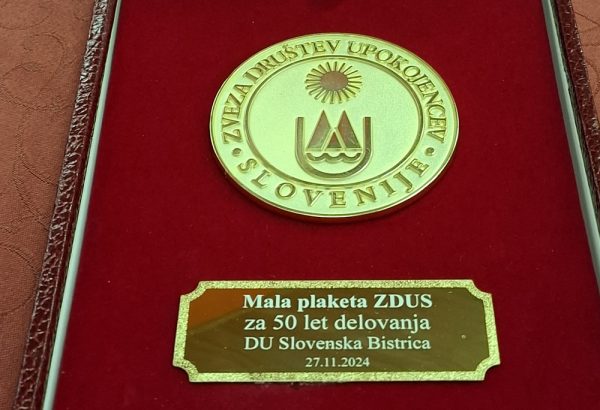 ZVEZA DRUŠTEV UPOKOJENCEV
SLOVENIJE
Mala plaketa ZDUS
za 50 let delovanja
DU Slovenska Bistrica
27.11.2024